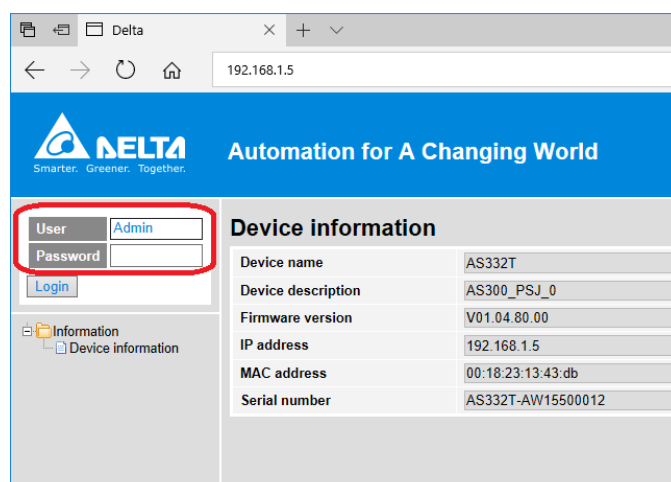 Delta
192.168.1.5
DELTA
Smarter. Greener. Together.
Automation for A Changing World
User Admin
Password
Login
Information
Device information
Device information
Device name AS332T
Device description AS300_PSJ_0
Firmware version V01.04.80.00
IP address 192.168.1.5
MAC address 00:18:23:13:43:db
Serial number AS332T-AW15500012